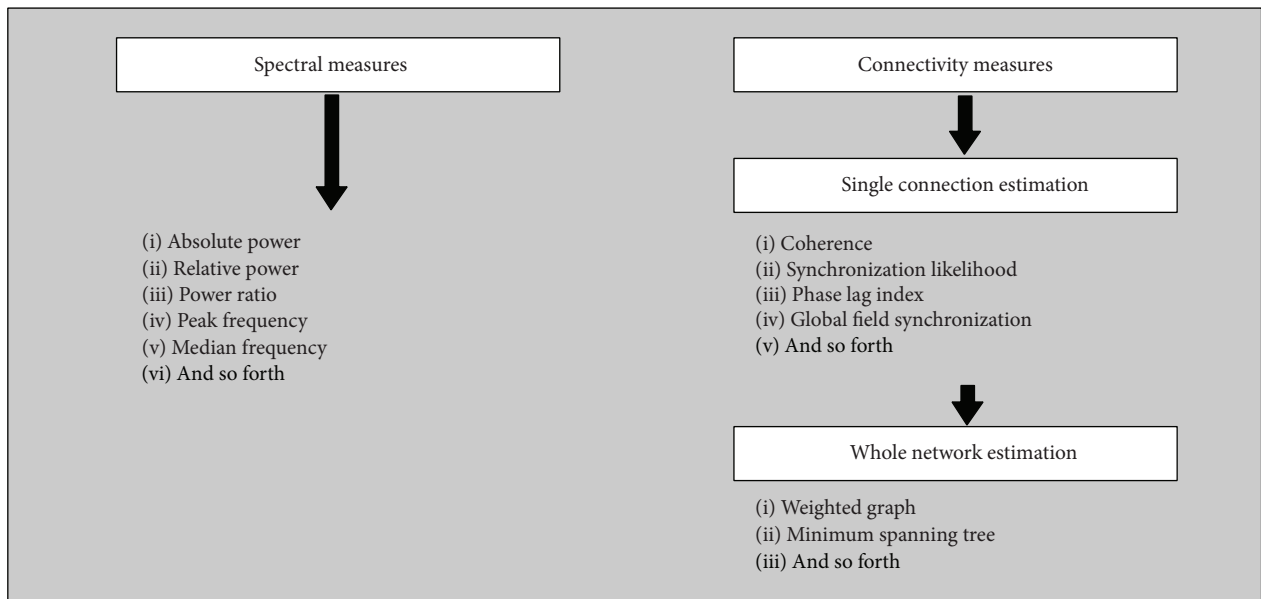 Spectral measures
(i) Absolute power
(ii) Relative power
(iii) Power ratio
(iv) Peak frequency
(v) Median frequency
(vi) And so forth
Connectivity measures
Single connection estimation
(i) Coherence
(ii) Synchronization likelihood
(iii) Phase lag index
(iv) Global field synchronization
(v) And so forth
Whole network estimation
(i) Weighted graph
(ii) Minimum spanning tree
(iii) And so forth